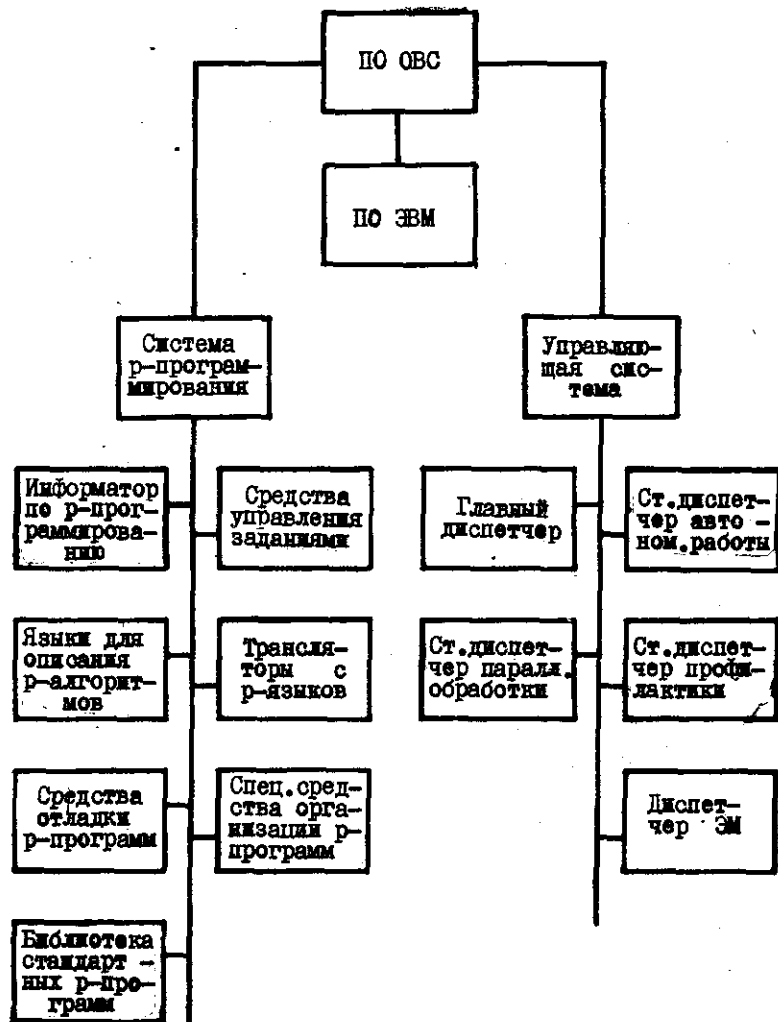 ПО ОВС
ПО ЭВМ
Система
р-програм-
мирования
Управляю-
щая сис-
тема
Информатор
по р-прог-
раммирова-
нию
Средства
управления
заданиями
Главный
диспетчер
Ст.диспет-
чер авто -
ном.работы
Языки для
описания
р-алгорит-
мов
Трансля-
торы с
р-языков
Ст.диспет-
чер паралл.
обработки
Ст.диспет-
чер профи-
лактики
Средства
отладки
р-программ
Спец.сред-
ства орга-
низации р-
программ
Диспет-
чер ЭМ
Библиотека
стандарт -
ных р-про-
грамм